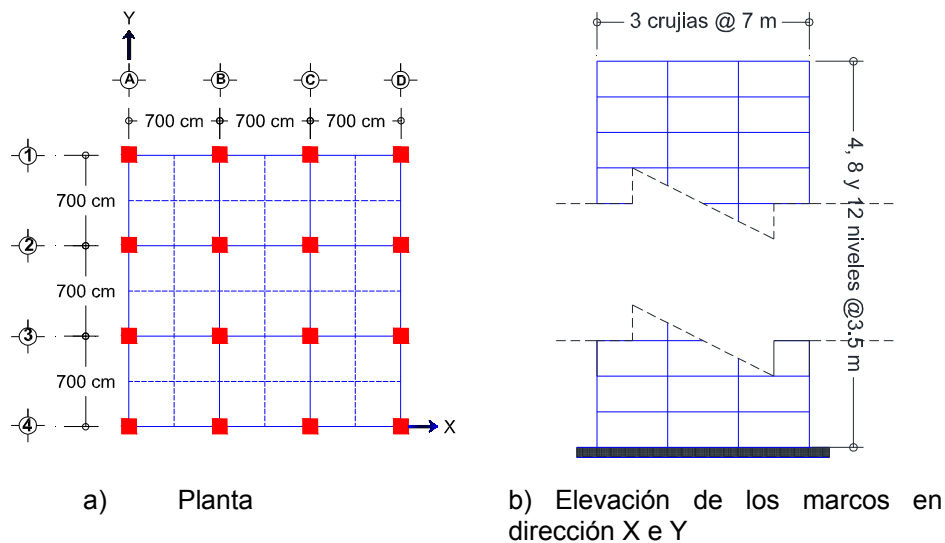 Y
A B C D
700 cm 700 cm 700 cm
1
700 cm
2
700 cm
3
700 cm
4
X
a) Planta
3 crujias @ 7 m
4, 8 y 12 niveles @3.5 m
b) Elevación de los marcos en
dirección X e Y